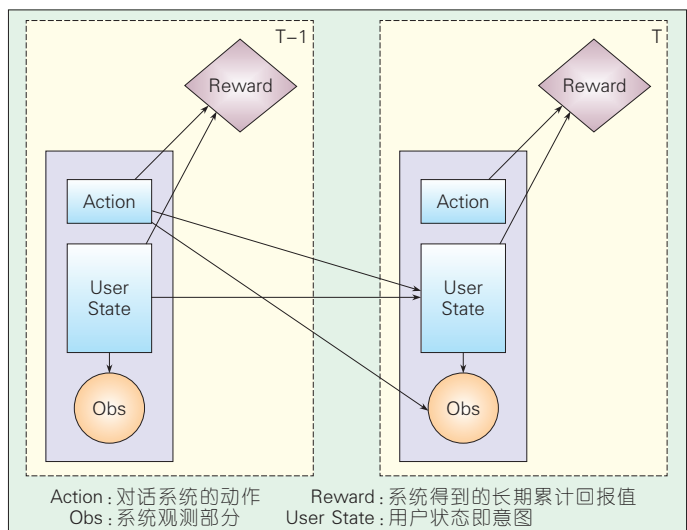 T-1
T
Reward
Reward
Action
Action
User
State
User
State
Obs
Obs
Action:对话系统的动作 Reward:系统得到的长期累计回报值
Obs:系统观测部分 User State:用户状态即意图